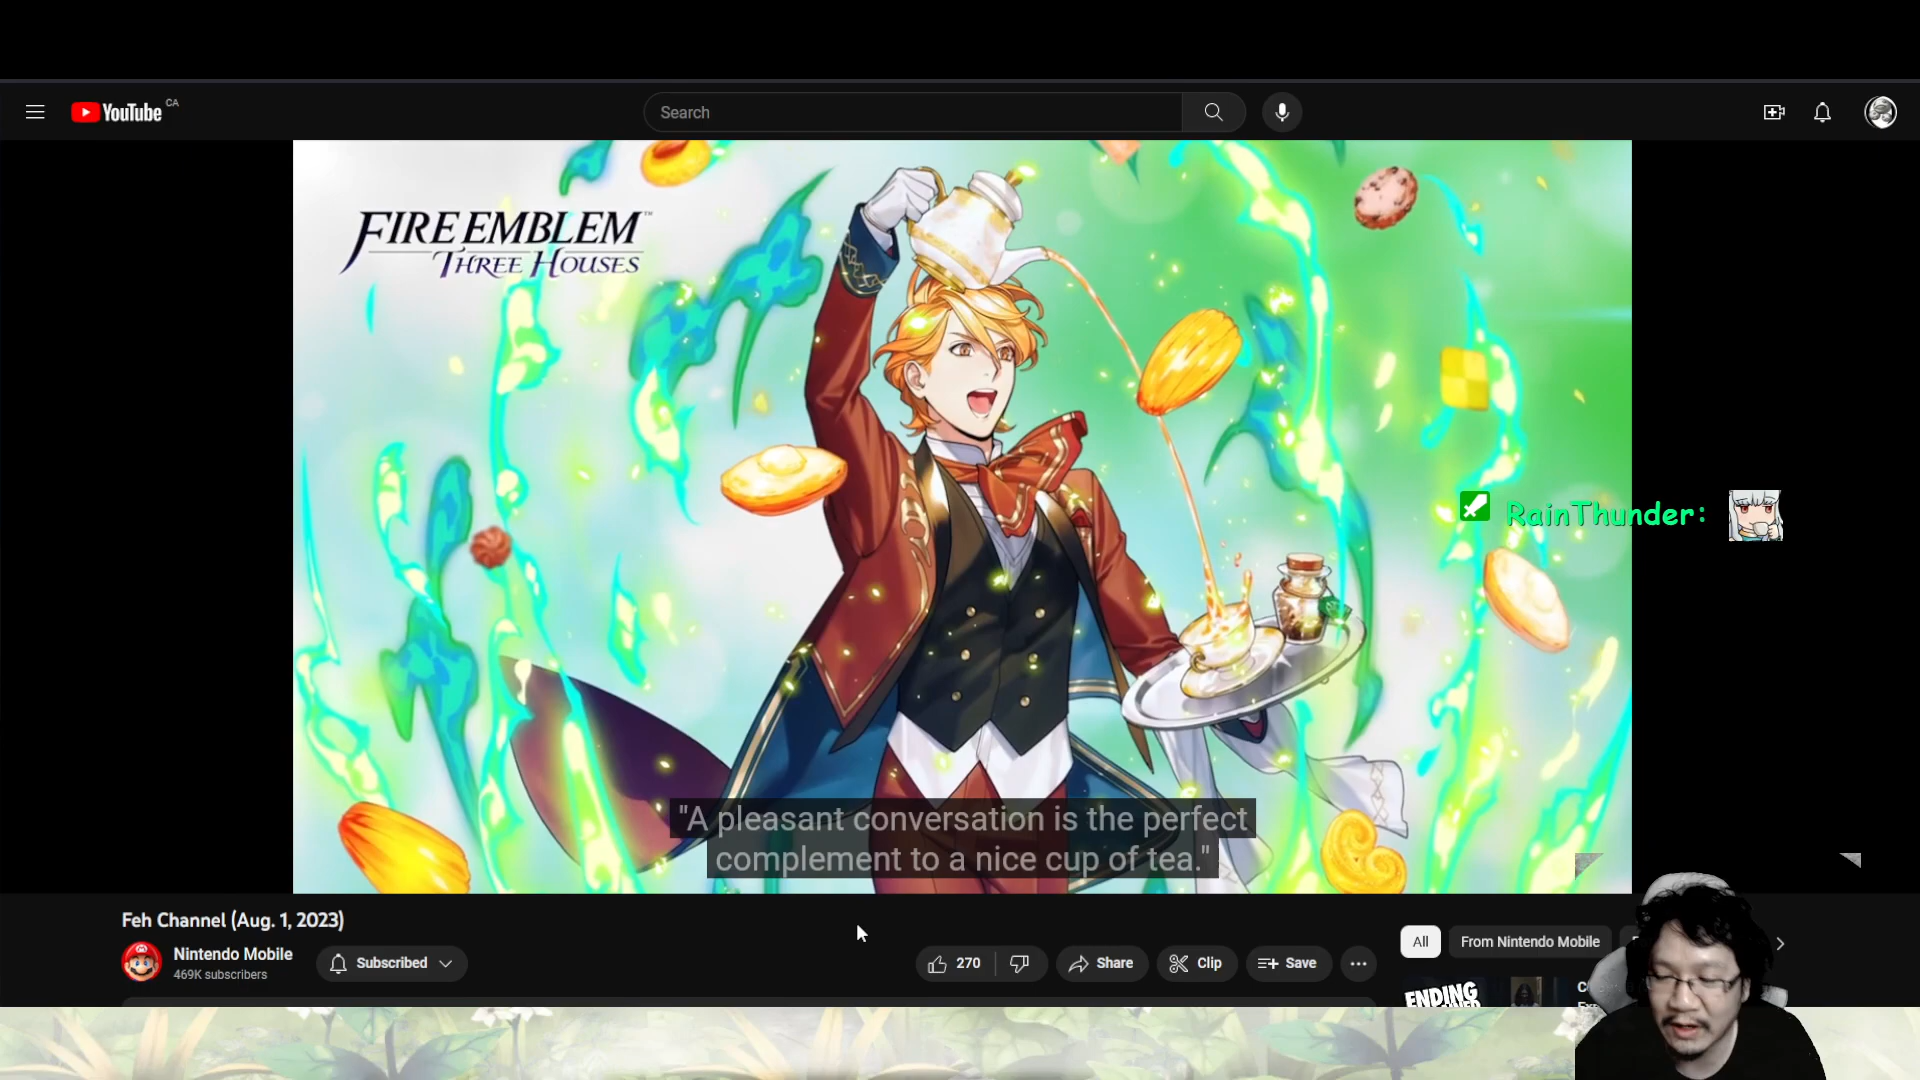 YouTube CA
Search
FIRE EMBLEM™
THREE HOUSES
RainThunder:
"A pleasant conversation is the perfect
complement to a nice cup of tea."
Feh Channel (Aug. 1, 2023)
Nintendo Mobile
469K subscribers
Subscribed
270
Share
Clip
Save
All
From Nintendo Mobile
ENDING